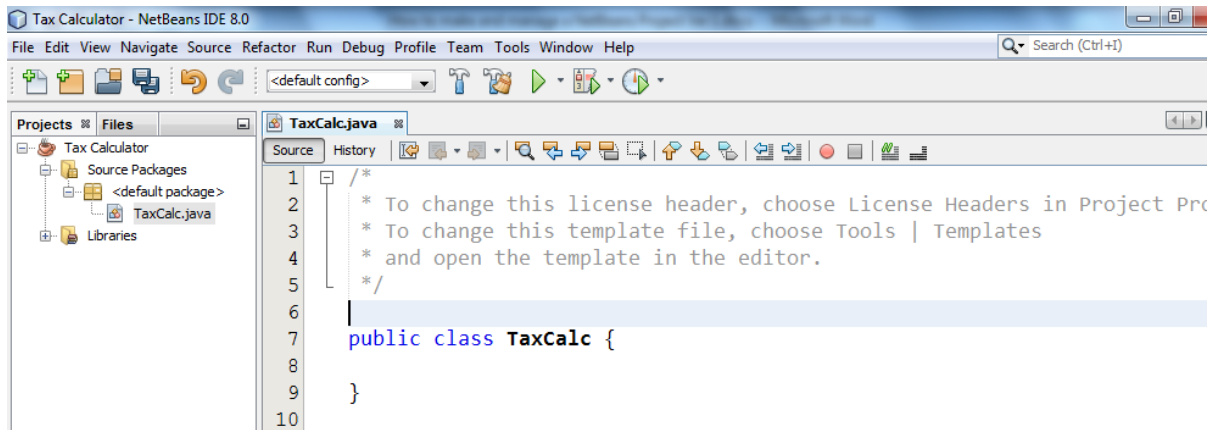 Tax Calculator - NetBeans IDE 8.0
File Edit View Navigate Source Refactor Run Debug Profile Team Tools Window Help
Search (Ctrl+I)
<default config>
Projects Files
TaxCalc.java
Tax Calculator
Source Packages
<default package>
TaxCalc.java
Libraries
Source History
1 /*
2 * To change this license header, choose License Headers in Project Pro
3 * To change this template file, choose Tools | Templates
4 * and open the template in the editor.
5 */
6
7 public class TaxCalc {
8
9 }
10